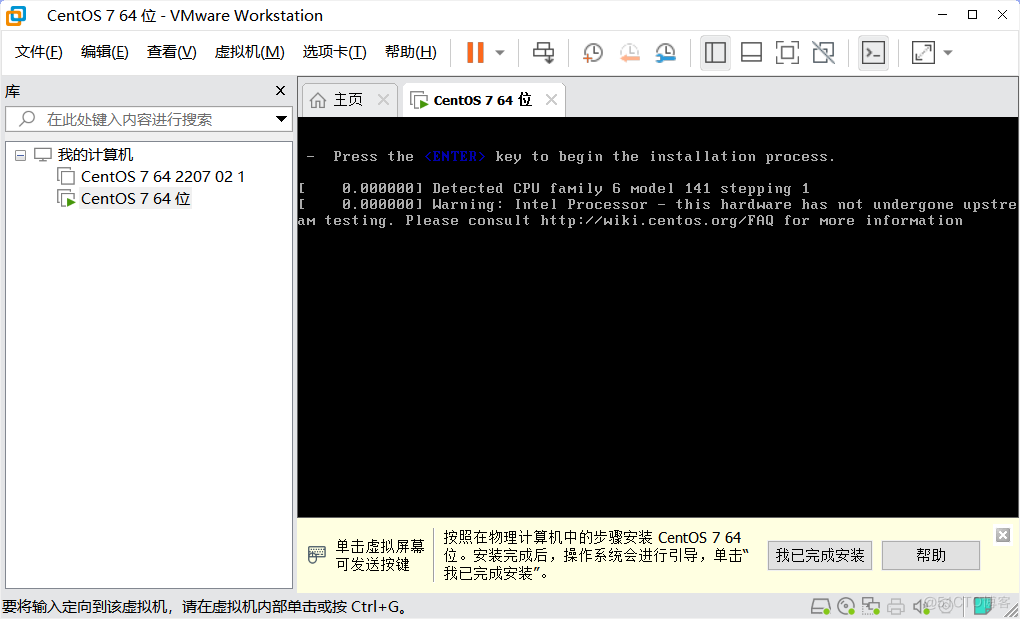 CentOS 7 64 位 - VMware Workstation
文件(F) 编辑(E) 查看(V) 虚拟机(M) 选项卡(T) 帮助(H)
库
在此处键入内容进行搜索
我的计算机
CentOS 7 64 2207 02 1
CentOS 7 64 位
主页
CentOS 7 64 位
- Press the <ENTER> key to begin the installation process.
[    0.000000] Detected CPU family 6 model 141 stepping 1
[    0.000000] Warning: Intel Processor - this hardware has not undergone upstre
am testing. Please consult http://wiki.centos.org/FAQ for more information
单击虚拟屏幕
可发送按键
按照在物理计算机中的步骤安装 CentOS 7 64
位。安装完成后，操作系统会进行引导，单击“
我已完成安装”。
我已完成安装
帮助
要将输入定向到该虚拟机，请在虚拟机内部单击或按 Ctrl+G。
@51CTO博客